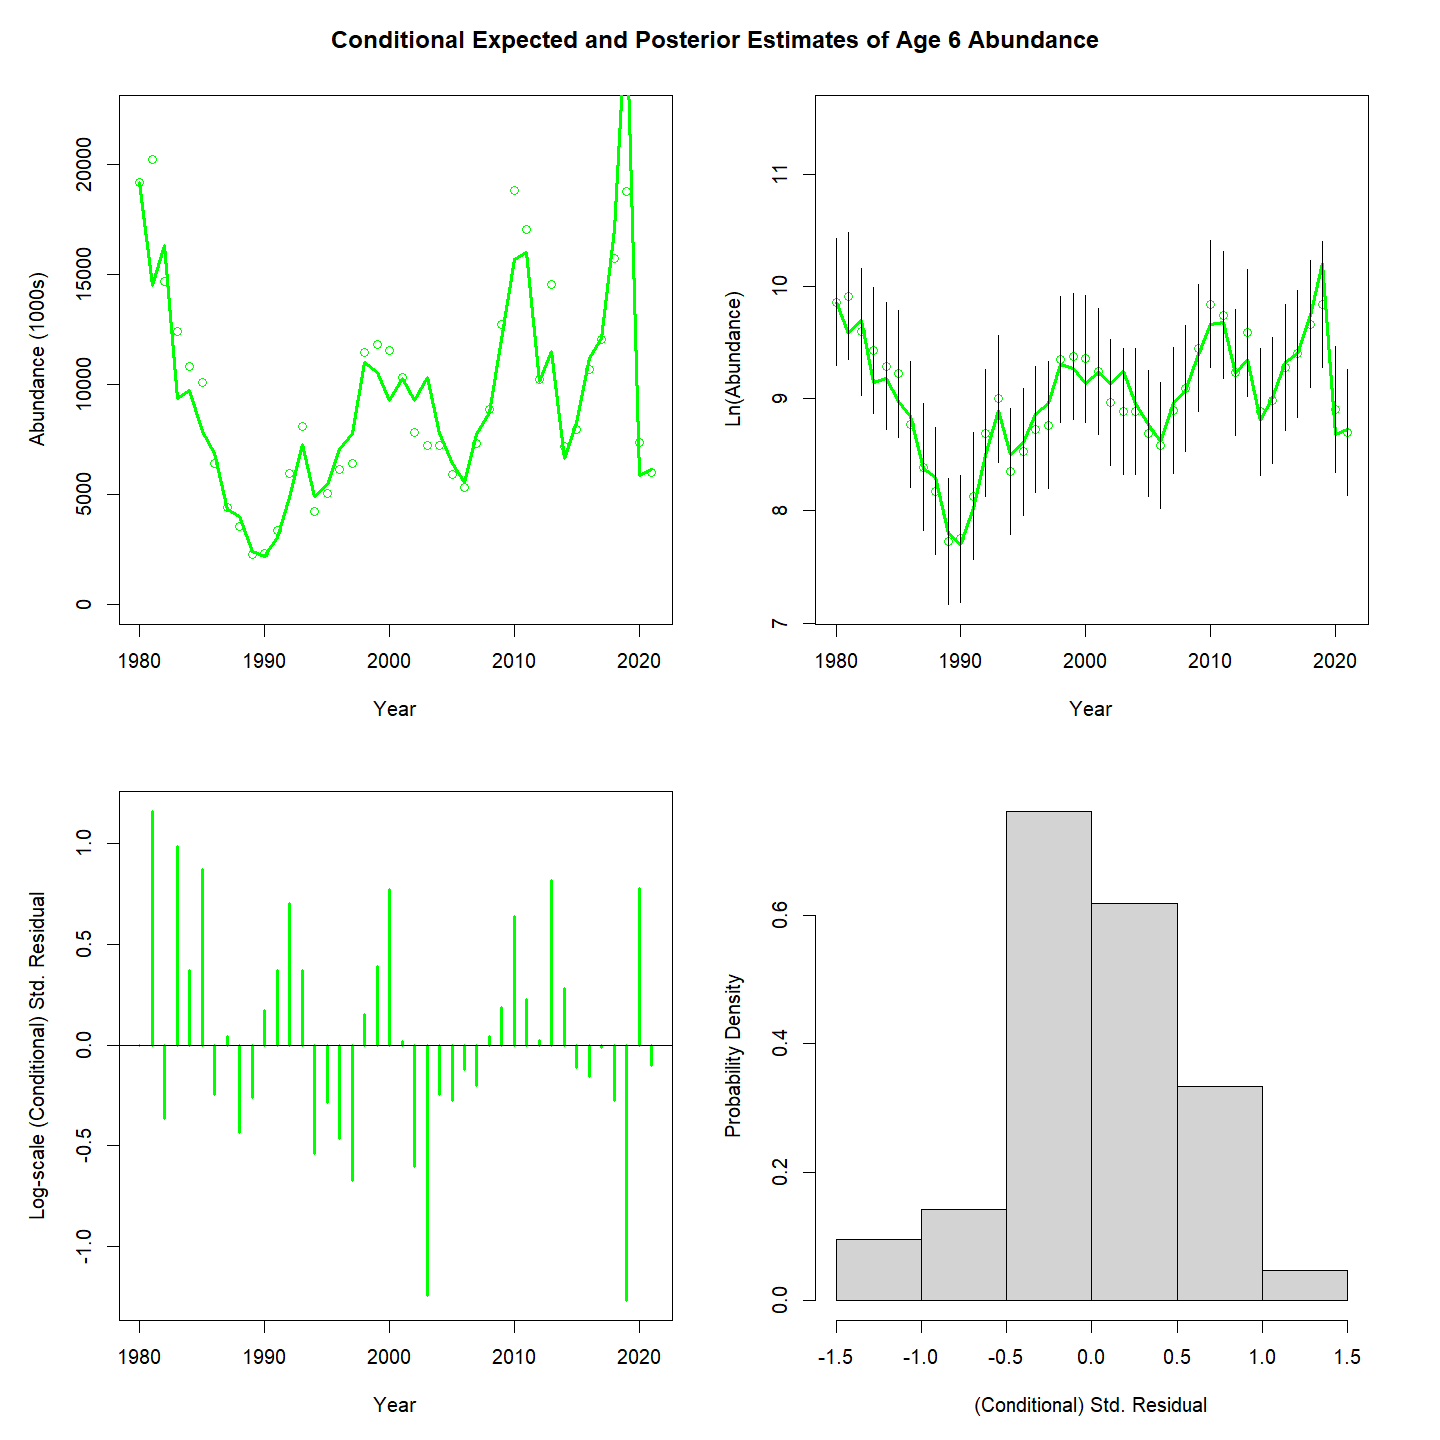 Conditional Expected and Posterior Estimates of Age 6 Abundance
Abundance (1000s)
20000
15000
10000
5000
0
1980 1990 2000 2010 2020
Year
Ln(Abundance)
11
10
9
8
7
1980 1990 2000 2010 2020
Year
Log-scale (Conditional) Std. Residual
1.0
0.5
0.0
-0.5
-1.0
1980 1990 2000 2010 2020
Year
Probability Density
0.6
0.4
0.2
0.0
-1.5 -1.0 -0.5 0.0 0.5 1.0 1.5
(Conditional) Std. Residual